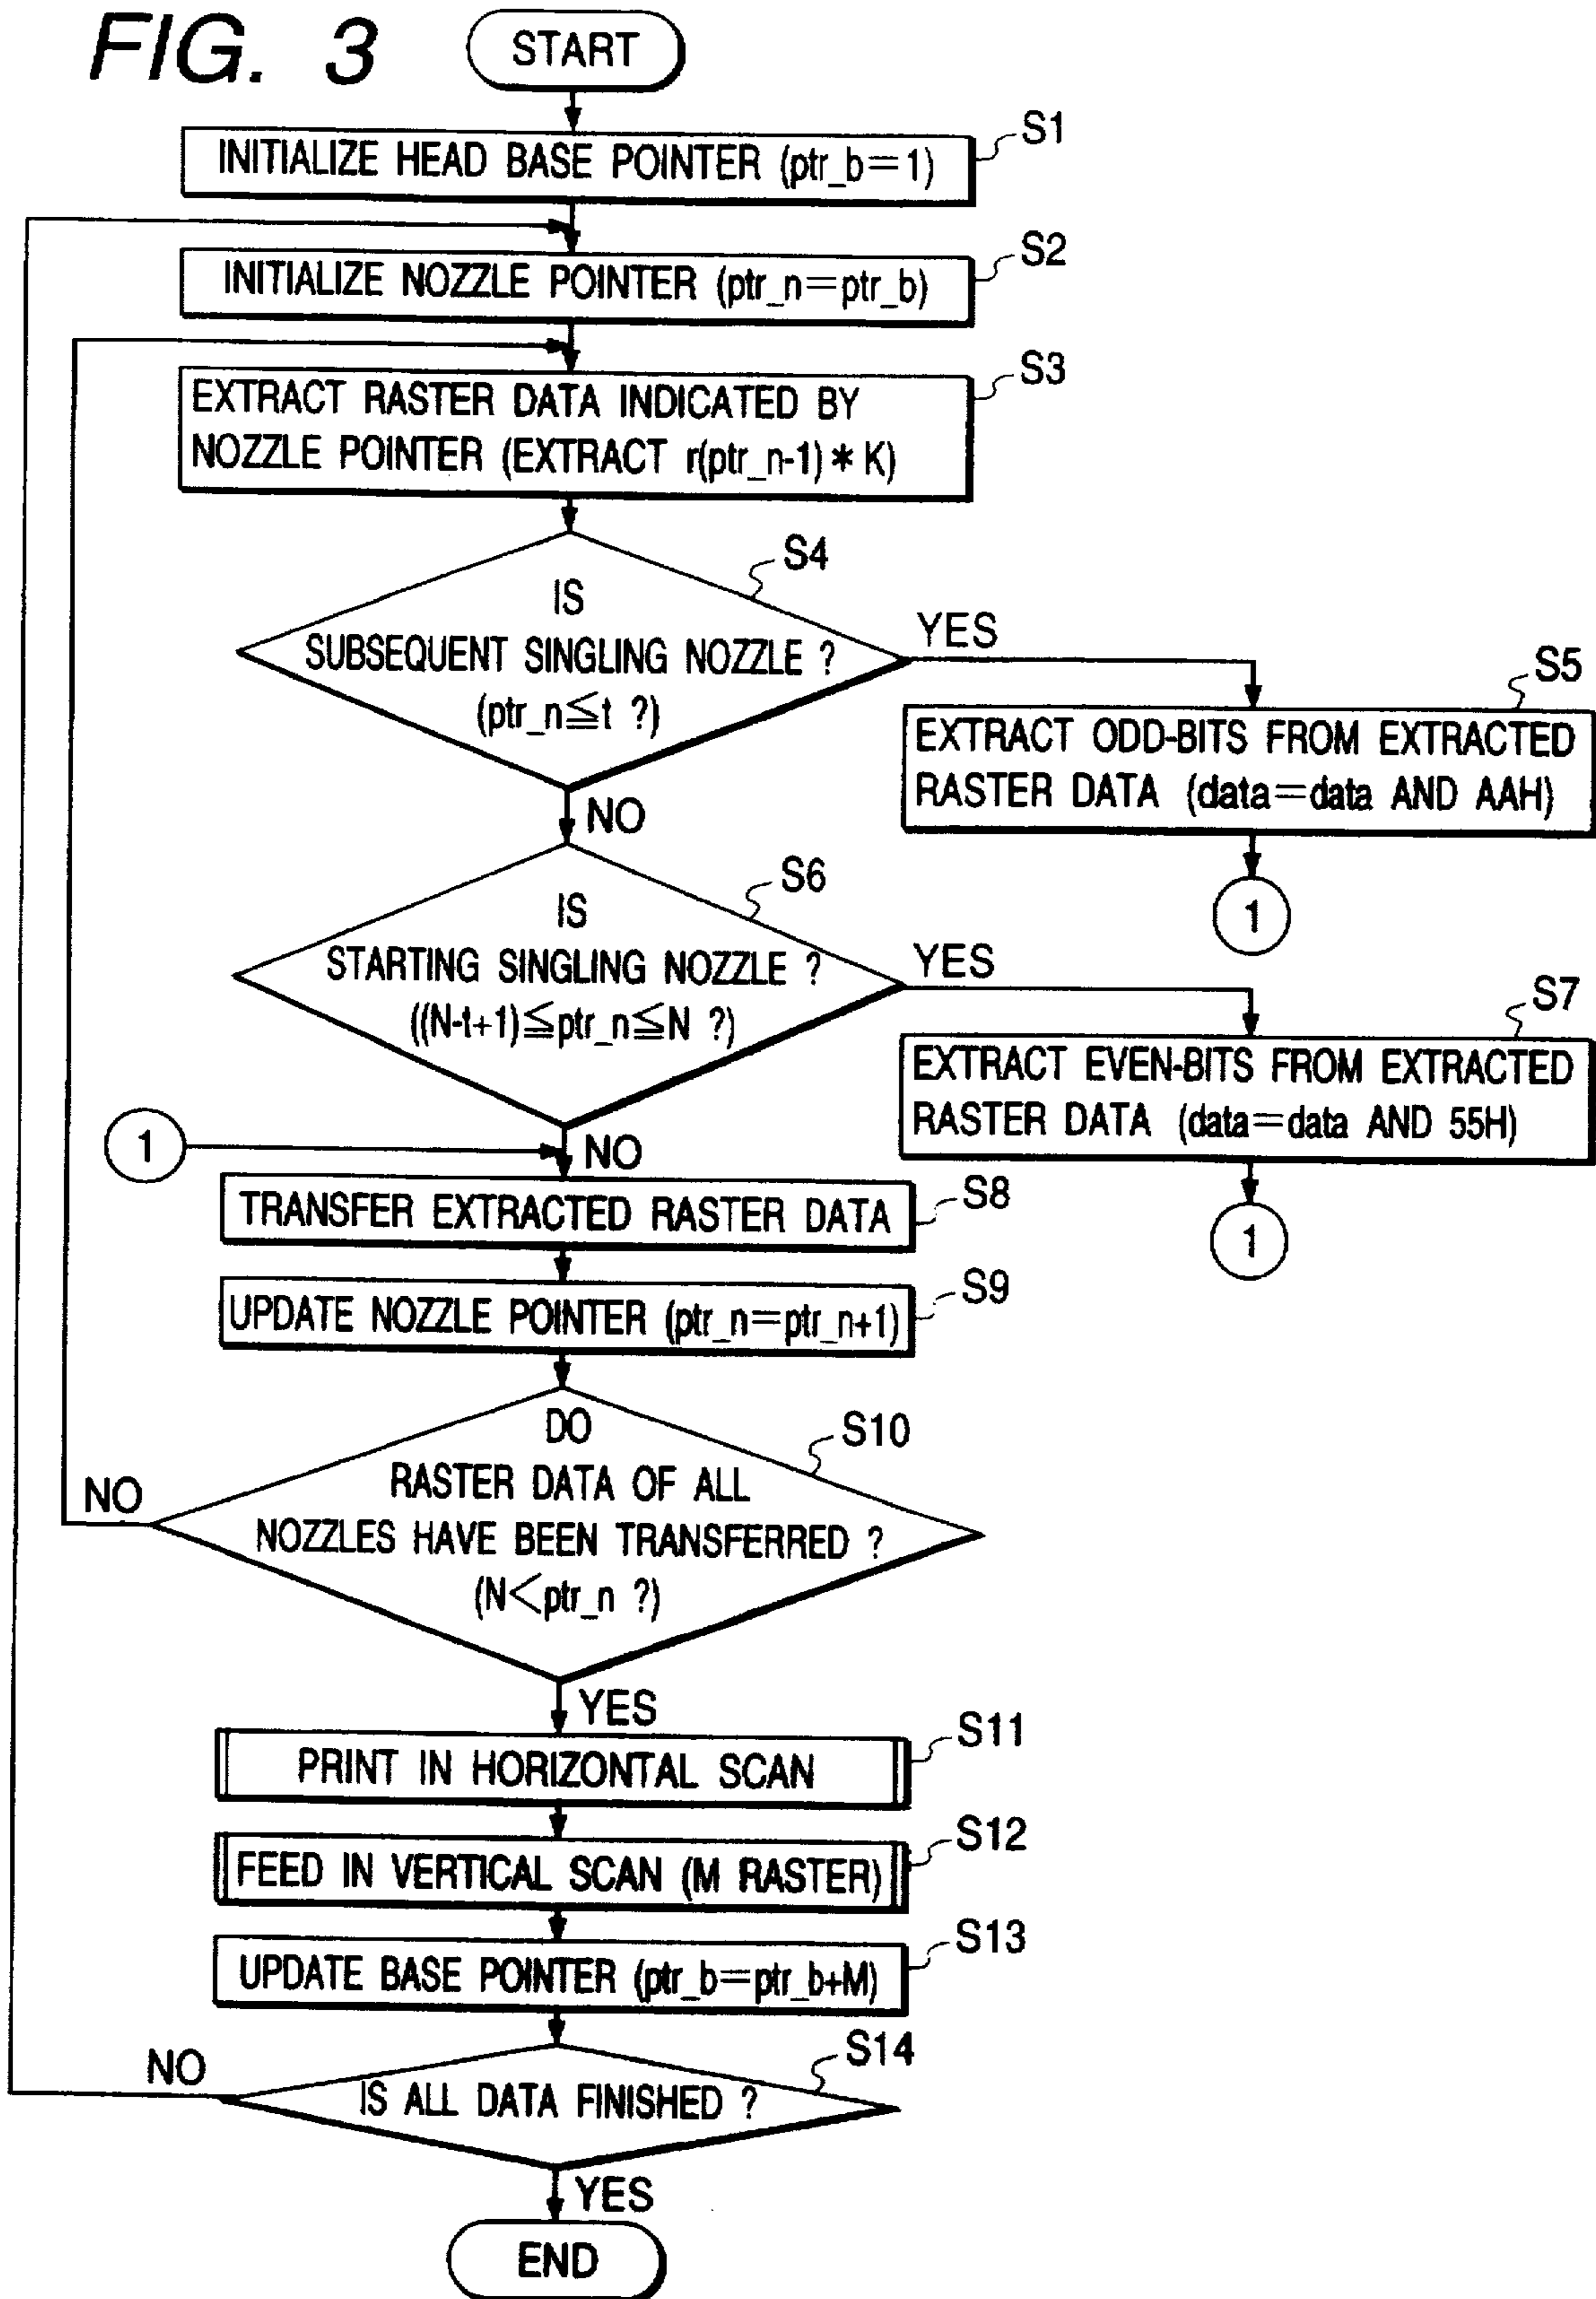 FIG. 3
START
S1
INITIALIZE HEAD BASE POINTER (ptr_b=1)
S2
INITIALIZE NOZZLE POINTER (ptr_n=ptr_b)
S3
EXTRACT RASTER DATA INDICATED BY
NOZZLE POINTER (EXTRACT r(ptr_n-1)*K)
S4
IS
SUBSEQUENT SINGLING NOZZLE ?
(ptr_n≦t ?)
YES
NO
S5
EXTRACT ODD-BITS FROM EXTRACTED
RASTER DATA (data=data AND AAH)
1
S6
IS
STARTING SINGLING NOZZLE ?
((N-t+1)≦ptr_n≦N ?)
YES
NO
S7
EXTRACT EVEN-BITS FROM EXTRACTED
RASTER DATA (data=data AND 55H)
1
1
S8
TRANSFER EXTRACTED RASTER DATA
S9
UPDATE NOZZLE POINTER (ptr_n=ptr_n+1)
S10
DO
RASTER DATA OF ALL
NOZZLES HAVE BEEN TRANSFERRED ?
(N<ptr_n ?)
NO
YES
S11
PRINT IN HORIZONTAL SCAN
S12
FEED IN VERTICAL SCAN (M RASTER)
S13
UPDATE BASE POINTER (ptr_b=ptr_b+M)
S14
IS ALL DATA FINISHED ?
NO
YES
END